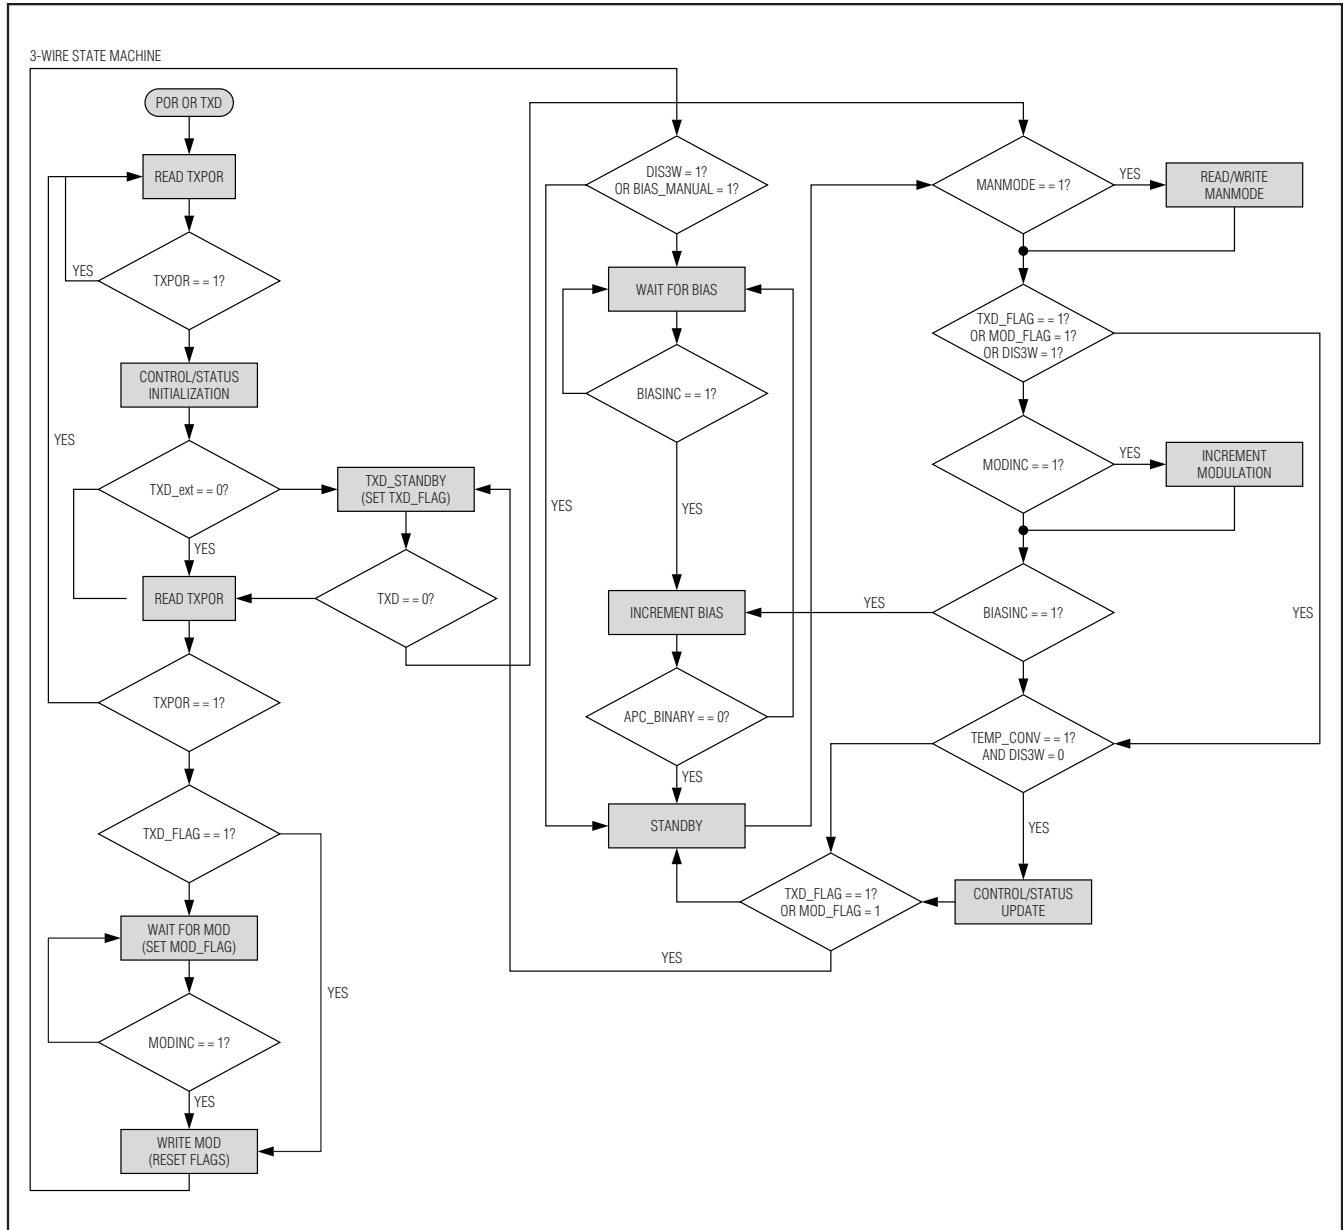 3-WIRE STATE MACHINE
POR OR TXD
READ TXPOR
TXPOR = = 1?
YES
CONTROL/STATUS
INITIALIZATION
YES
TXD_ext = = 0?
YES
TXD_STANDBY
(SET TXD_FLAG)
TXD = = 0?
READ TXPOR
TXPOR = = 1?
TXD_FLAG = = 1?
YES
WAIT FOR MOD
(SET MOD_FLAG)
MODINC = = 1?
YES
WRITE MOD
(RESET FLAGS)
DIS3W = 1?
OR BIAS_MANUAL = 1?
YES
WAIT FOR BIAS
BIASINC = = 1?
YES
INCREMENT BIAS
APC_BINARY = = 0?
YES
STANDBY
MANMODE = = 1?
YES
READ/WRITE
MANMODE
TXD_FLAG = = 1?
OR MOD_FLAG = 1?
OR DIS3W = 1?
YES
MODINC = = 1?
YES
INCREMENT
MODULATION
BIASINC = = 1?
YES
TEMP_CONV = = 1?
AND DIS3W = 0
YES
CONTROL/STATUS
UPDATE
TXD_FLAG = = 1?
OR MOD_FLAG = 1
YES